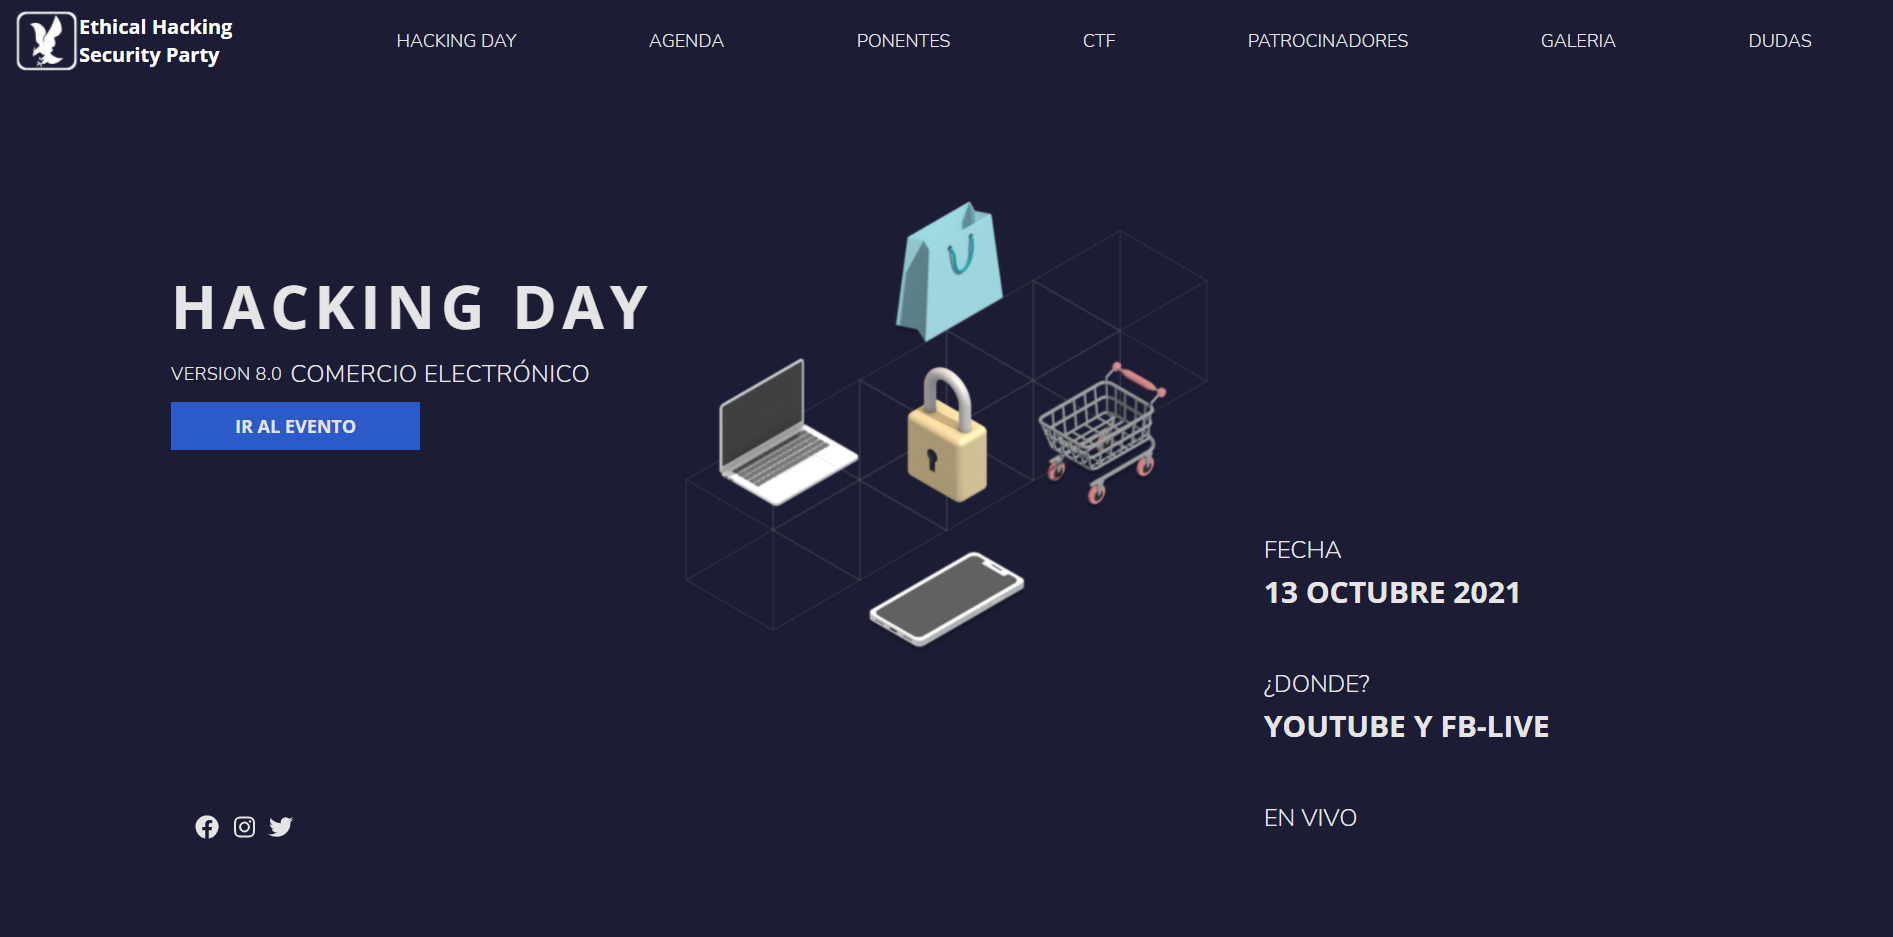 Ethical Hacking
Security Party
HACKING DAY
AGENDA
PONENTES
CTF
PATROCINADORES
GALERIA
DUDAS
HACKING DAY
VERSION 8.0 COMERCIO ELECTRÓNICO
IR AL EVENTO
FECHA
13 OCTUBRE 2021
¿DONDE?
YOUTUBE Y FB-LIVE
EN VIVO